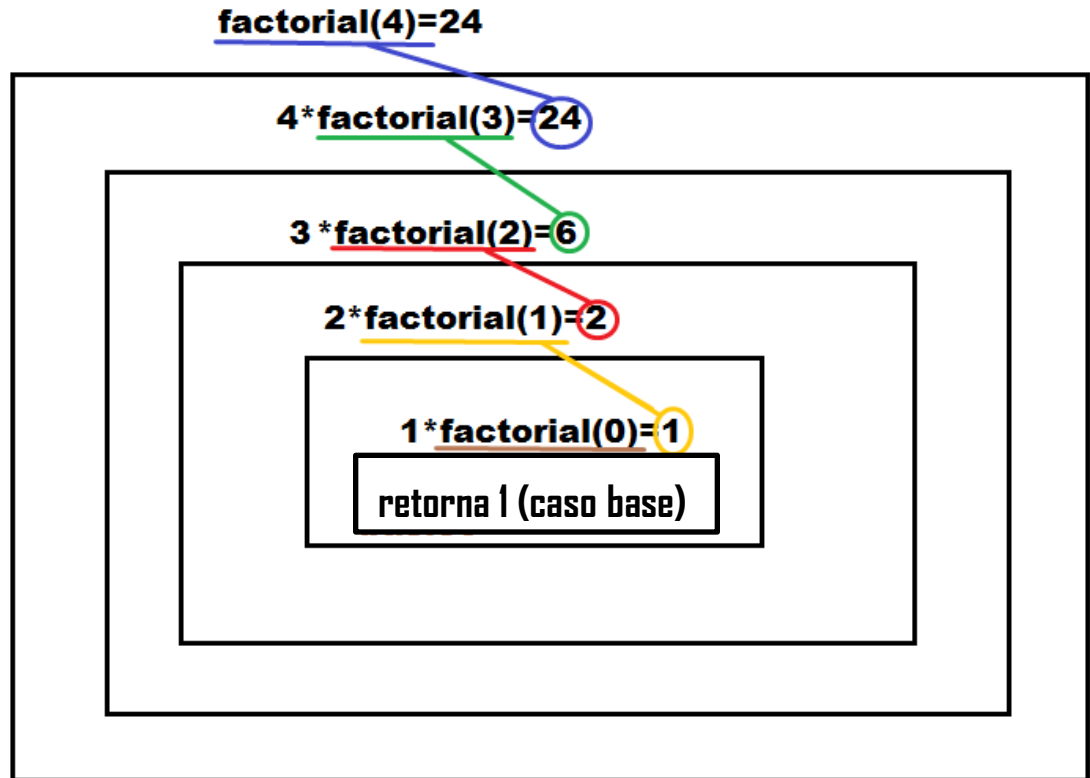 factorial(4)=24
4*factorial(3)=24
3*factorial(2)=6
2*factorial(1)=2
1*factorial(0)=1
retorna 1 (caso base)